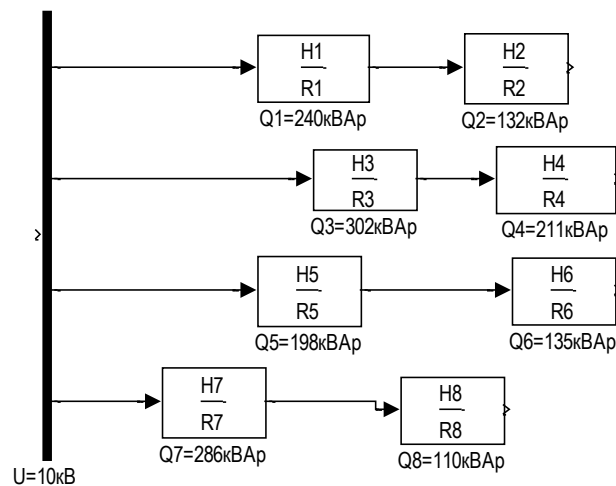 H1
R1
Q1=240кВАр
H2
R2
Q2=132кВАр
H3
R3
Q3=302кВАр
H4
R4
Q4=211кВАр
H5
R5
Q5=198кВАр
H6
R6
Q6=135кВАр
H7
R7
Q7=286кВАр
H8
R8
Q8=110кВАр
U=10кВ